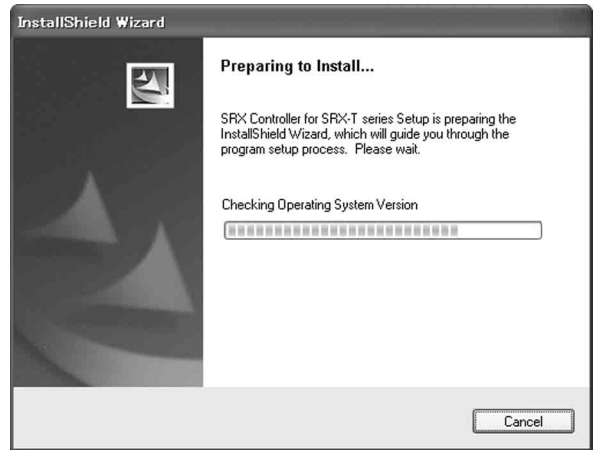 InstallShield Wizard
Preparing to Install...
SRX Controller for SRX-T series Setup is preparing the
InstallShield Wizard, which will guide you through the
program setup process.  Please wait.
Checking Operating System Version
Cancel